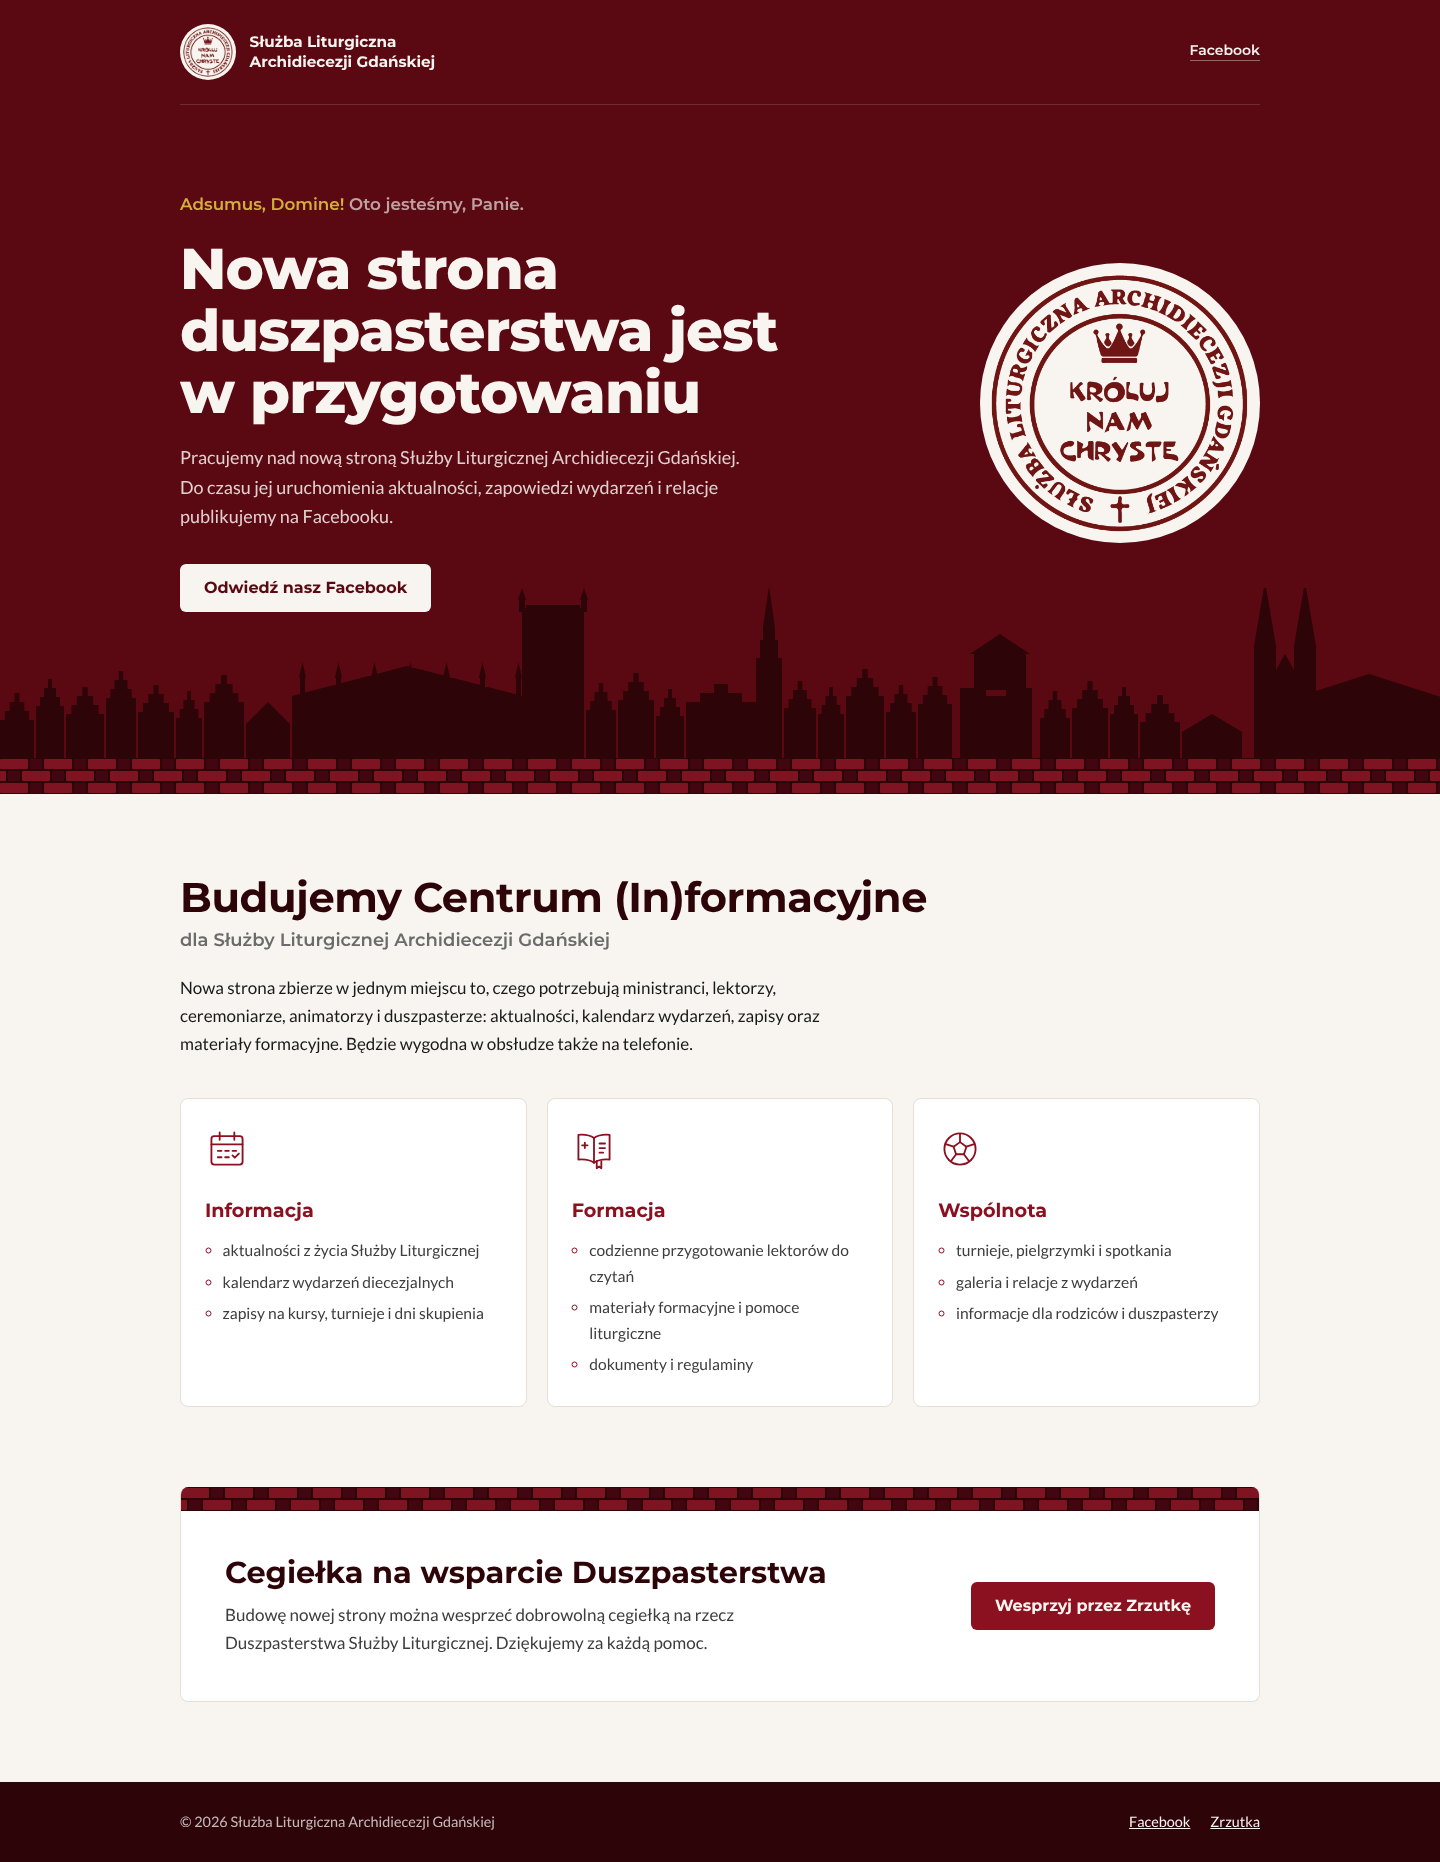 Służba Liturgiczna
Archidiecezji Gdańskiej
Facebook
Adsumus, Domine! Oto jesteśmy, Panie.
Nowa strona
duszpasterstwa jest
w przygotowaniu
Pracujemy nad nową stroną Służby Liturgicznej Archidiecezji Gdańskiej.
Do czasu jej uruchomienia aktualności, zapowiedzi wydarzeń i relacje
publikujemy na Facebooku.
Odwiedź nasz Facebook
SŁUŻBA LITURGICZNA ARCHIDIECEZJI GDAŃSKIEJ
KRÓLUJ
NAM
CHRYSTE
Budujemy Centrum (In)formacyjne
dla Służby Liturgicznej Archidiecezji Gdańskiej
Nowa strona zbierze w jednym miejscu to, czego potrzebują ministranci, lektorzy,
ceremoniarze, animatorzy i duszpasterze: aktualności, kalendarz wydarzeń, zapisy oraz
materiały formacyjne. Będzie wygodna w obsłudze także na telefonie.
Informacja
aktualności z życia Służby Liturgicznej
kalendarz wydarzeń diecezjalnych
zapisy na kursy, turnieje i dni skupienia
Formacja
codzienne przygotowanie lektorów do
czytań
materiały formacyjne i pomoce
liturgiczne
dokumenty i regulaminy
Wspólnota
turnieje, pielgrzymki i spotkania
galeria i relacje z wydarzeń
informacje dla rodziców i duszpasterzy
Cegiełka na wsparcie Duszpasterstwa
Budowę nowej strony można wesprzeć dobrowolną cegiełką na rzecz
Duszpasterstwa Służby Liturgicznej. Dziękujemy za każdą pomoc.
Wesprzyj przez Zrzutkę
© 2026 Służba Liturgiczna Archidiecezji Gdańskiej
Facebook
Zrzutka